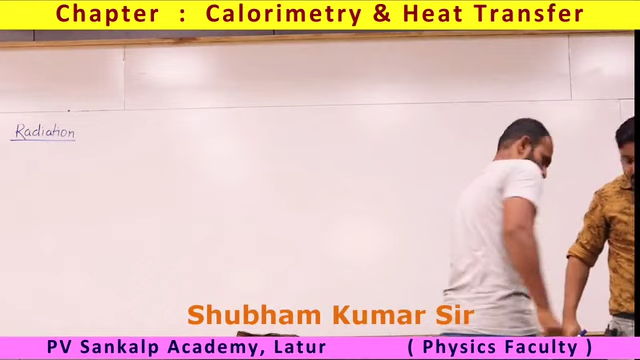 Chapter : Calorimetry & Heat Transfer
Radiation
Shubham Kumar Sir
PV Sankalp Academy, Latur ( Physics Faculty )